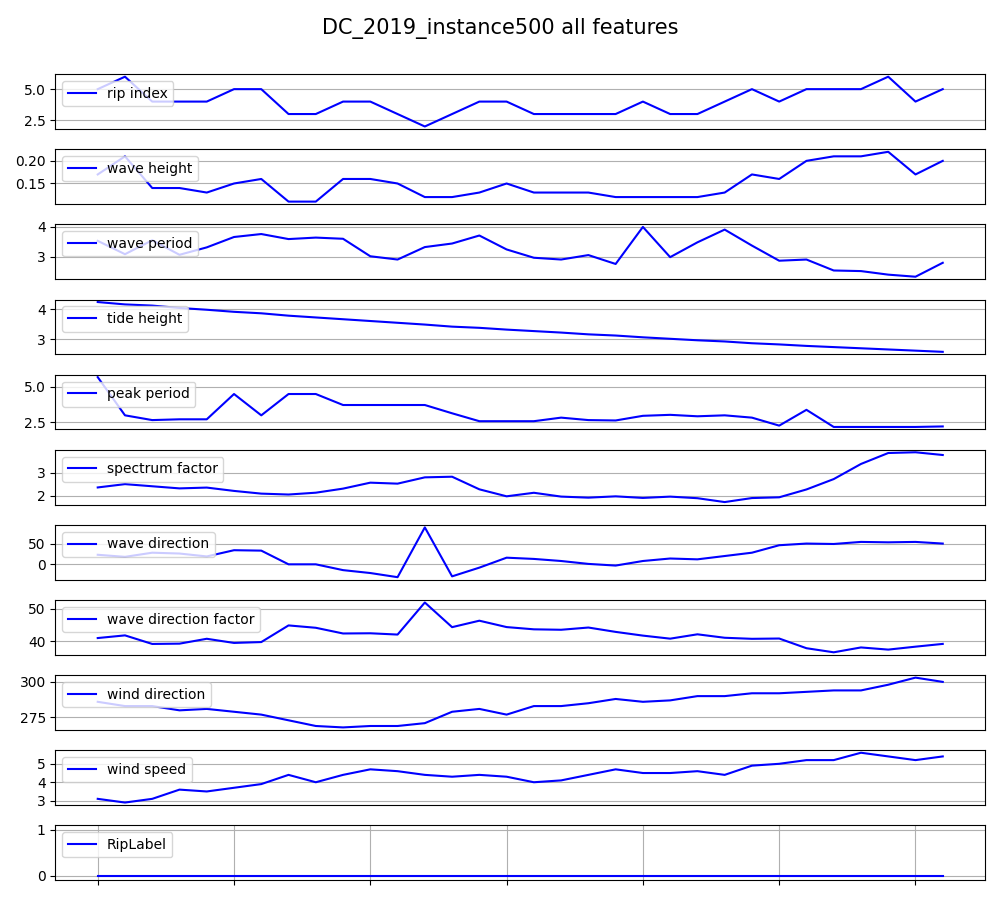 DC_2019_instance500 all features
5.0
2.5
rip index
0.20
0.15
wave height
4
3
wave period
4
3
tide height
5.0
2.5
peak period
3
2
spectrum factor
50
0
wave direction
50
40
wave direction factor
300
275
wind direction
5
4
3
wind speed
1
0
RipLabel